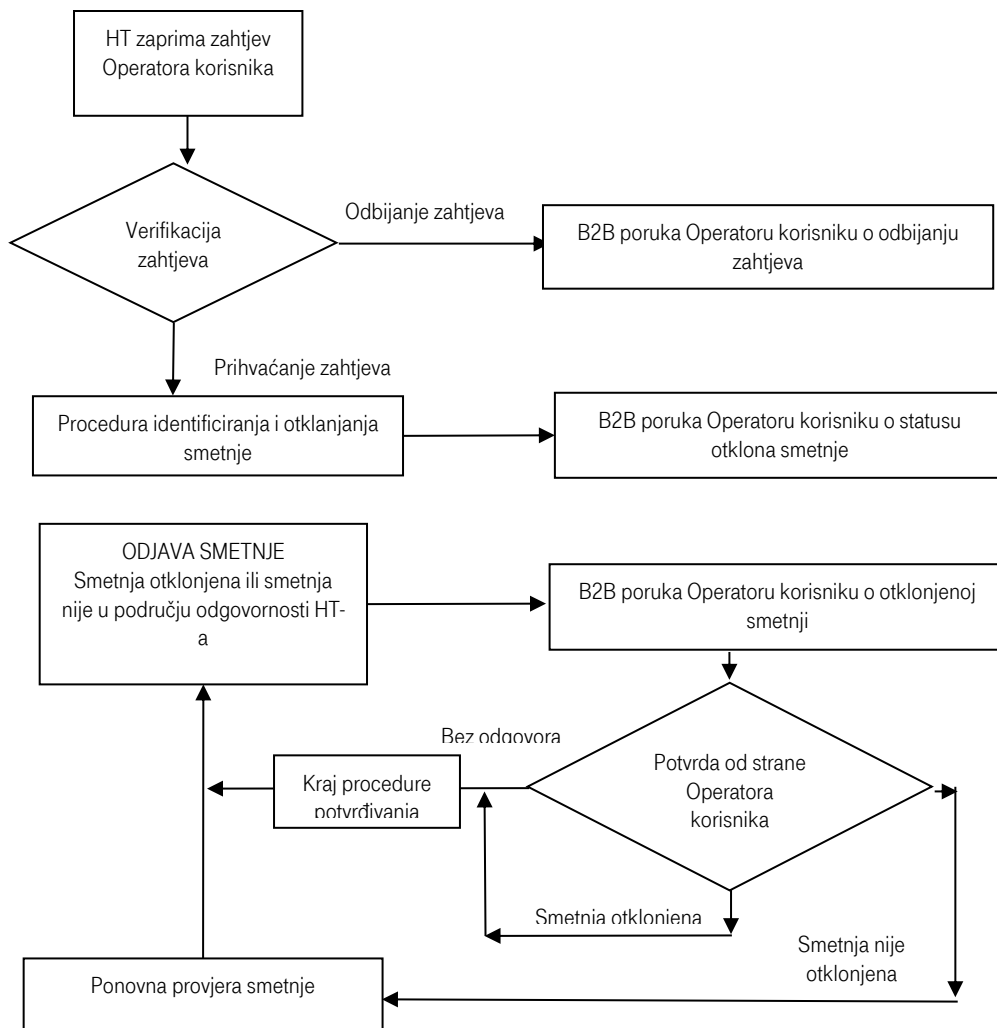 HT zaprima zahtjev
Operatora korisnika
Verifikacija
zahtjeva
Odbijanje zahtjeva
B2B poruka Operatoru korisniku o odbijanju
zahtjeva
Prihvaćanje zahtjeva
Procedura identificiranja i otklanjanja
smetnje
B2B poruka Operatoru korisniku o statusu
otklona smetnje
ODJAVA SMETNJE
Smetnja otklonjena ili smetnja
nije u području odgovornosti HT-
a
B2B poruka Operatoru korisniku o otklonjenoj
smetnji
Bez odgovora
Kraj procedure
potvrđivanja
Potvrda od strane
Operatora
korisnika
Smetnja otklonjena
Smetnja nije
otklonjena
Ponovna provjera smetnje